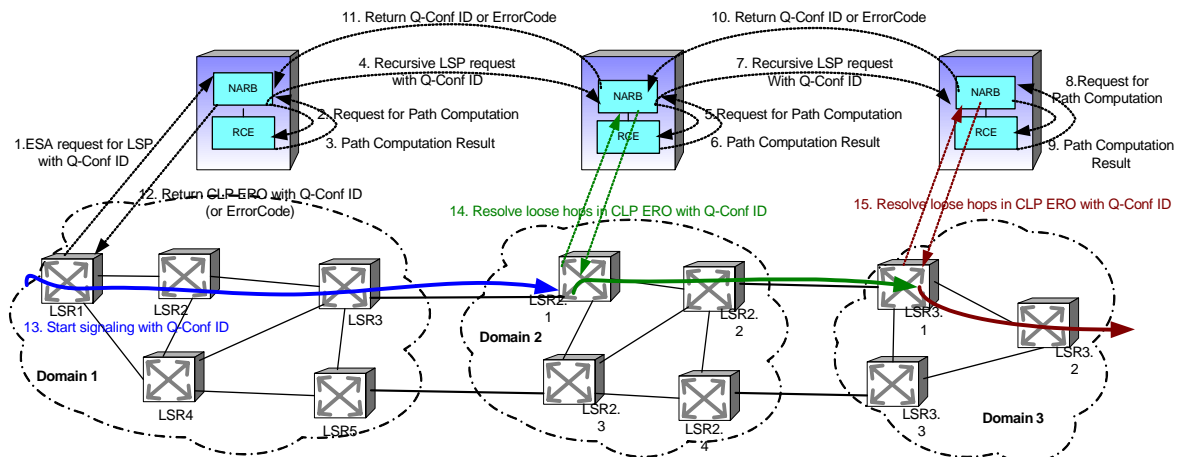 11. Return Q-Conf ID or ErrorCode
10. Return Q-Conf ID or ErrorCode
4. Recursive LSP request
with Q-Conf ID
7. Recursive LSP request
With Q-Conf ID
NARB
NARB
NARB
8.Request for
Path Computation
2. Request for Path Computation
5.Request for Path Computation
RCE
RCE
RCE
1.ESA request for LSP
with Q-Conf ID
3. Path Computation Result
6. Path Computation Result
9. Path Computation
Result
12. Return CLP ERO with Q-Conf ID
(or ErrorCode)
14. Resolve loose hops in CLP ERO with Q-Conf ID
15. Resolve loose hops in CLP ERO with Q-Conf ID
LSR1
LSR2
LSR3
LSR2.
1
LSR2.
2
LSR3.
1
LSR3.
2
13. Start signaling with Q-Conf ID
Domain 1
Domain 2
Domain 3
LSR4
LSR5
LSR2.
3
LSR2.
4
LSR3.
3